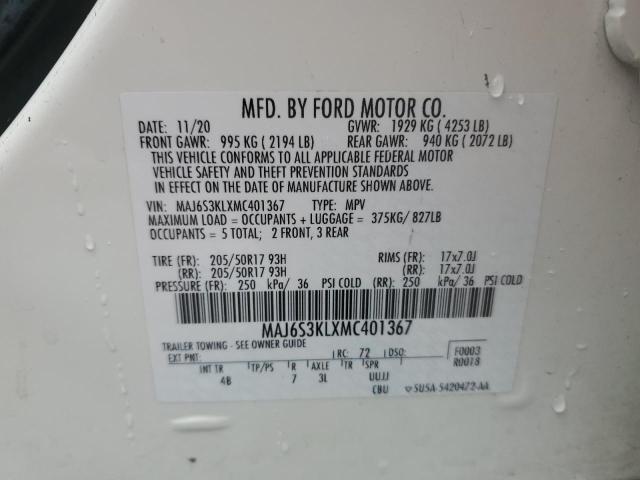 MFD. BY FORD MOTOR CO.
DATE: 11/20 GVWR: 1929 KG ( 4253 LB)
FRONT GAWR: 995 KG ( 2194 LB) REAR GAWR: 940 KG ( 2072 LB)
THIS VEHICLE CONFORMS TO ALL APPLICABLE FEDERAL MOTOR
VEHICLE SAFETY AND THEFT PREVENTION STANDARDS
IN EFFECT ON THE DATE OF MANUFACTURE SHOWN ABOVE.
VIN: MAJ6S3KLXMC401367 TYPE: MPV
MAXIMUM LOAD = OCCUPANTS + LUGGAGE = 375KG/ 827LB
OCCUPANTS = 5 TOTAL; 2 FRONT, 3 REAR
TIRE (FR): 205/50R17 93H RIMS (FR): 17x7.0J
(RR): 205/50R17 93H (RR): 17x7.0J
PRESSURE (FR): 250 kPa/ 36 PSI COLD (RR): 250 kPa/ 36 PSI COLD
MAJ6S3KLXMC401367
TRAILER TOWING - SEE OWNER GUIDE
EXT PNT: RC: 72 DSO: F0003
R0018
INT TR TP/PS R AXLE TR SPR
4B 7 3L UUJJ
CBU SU5A-5420472-AA